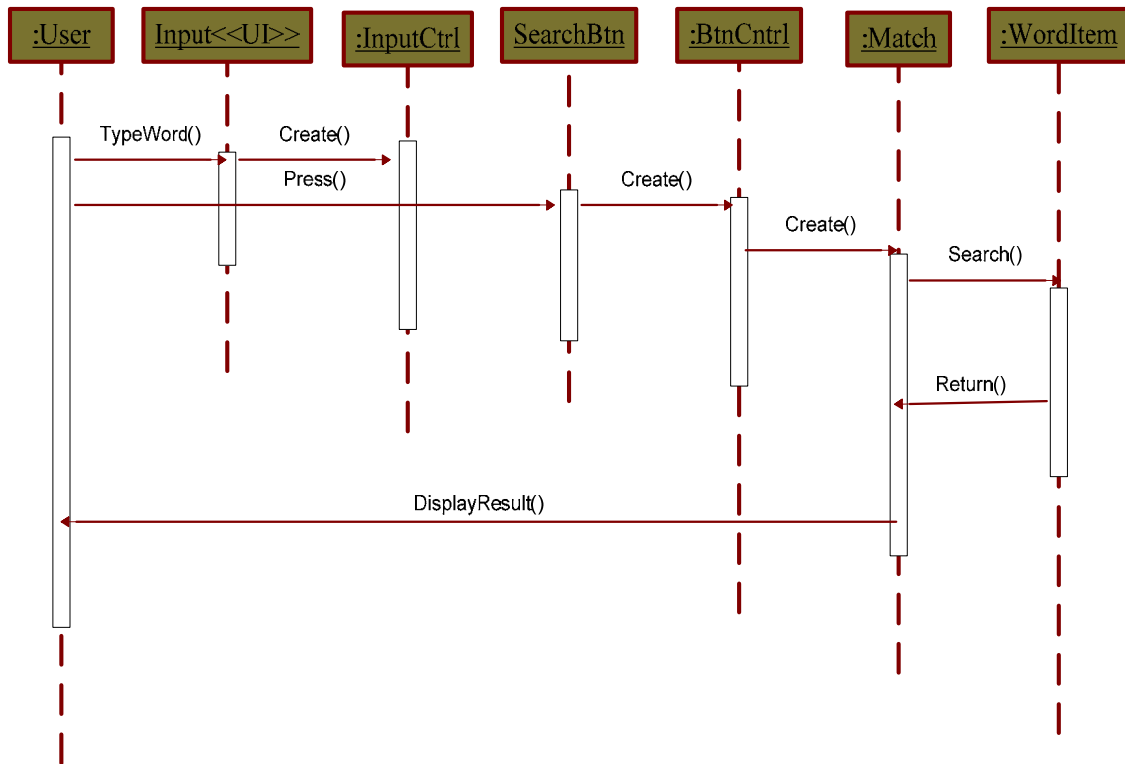 :User
Input<<UI>>
:InputCtrl
SearchBtn
:BtnCntrl
:Match
:WordItem
TypeWord()
Create()
Press()
Create()
Create()
Search()
Return()
DisplayResult()